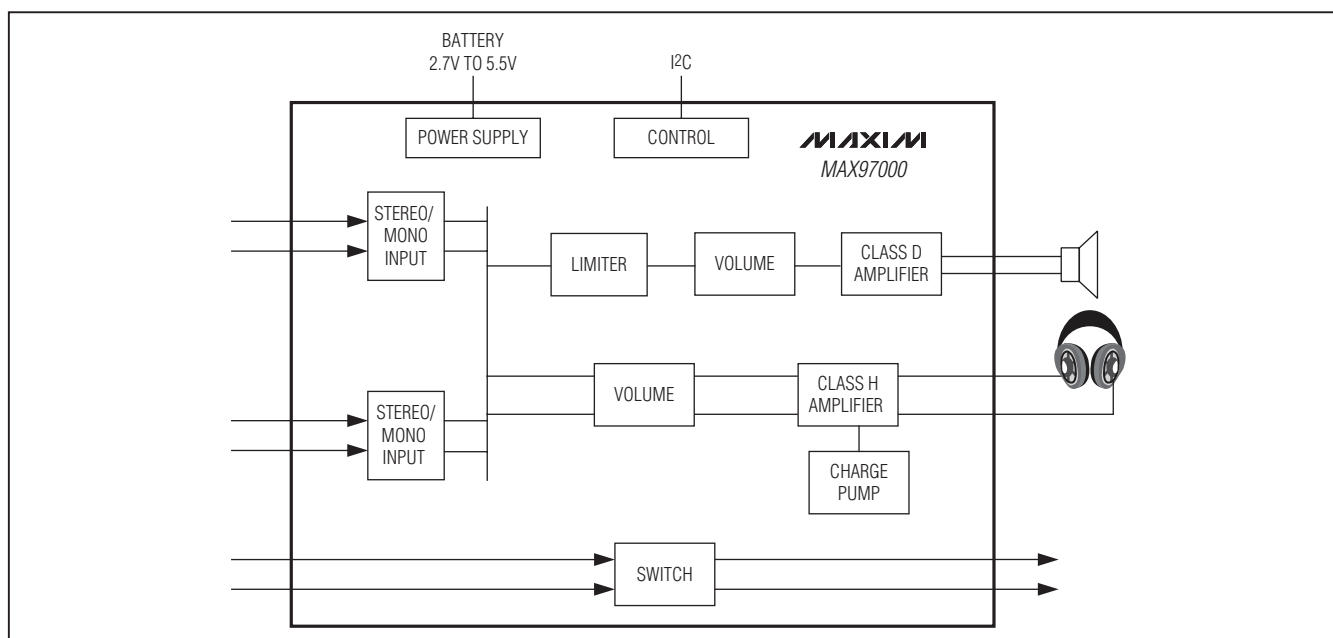 BATTERY
2.7V TO 5.5V
I²C
POWER SUPPLY
CONTROL
MAXIM
MAX97000
STEREO/
MONO
INPUT
LIMITER
VOLUME
CLASS D
AMPLIFIER
STEREO/
MONO
INPUT
VOLUME
CLASS H
AMPLIFIER
CHARGE
PUMP
SWITCH